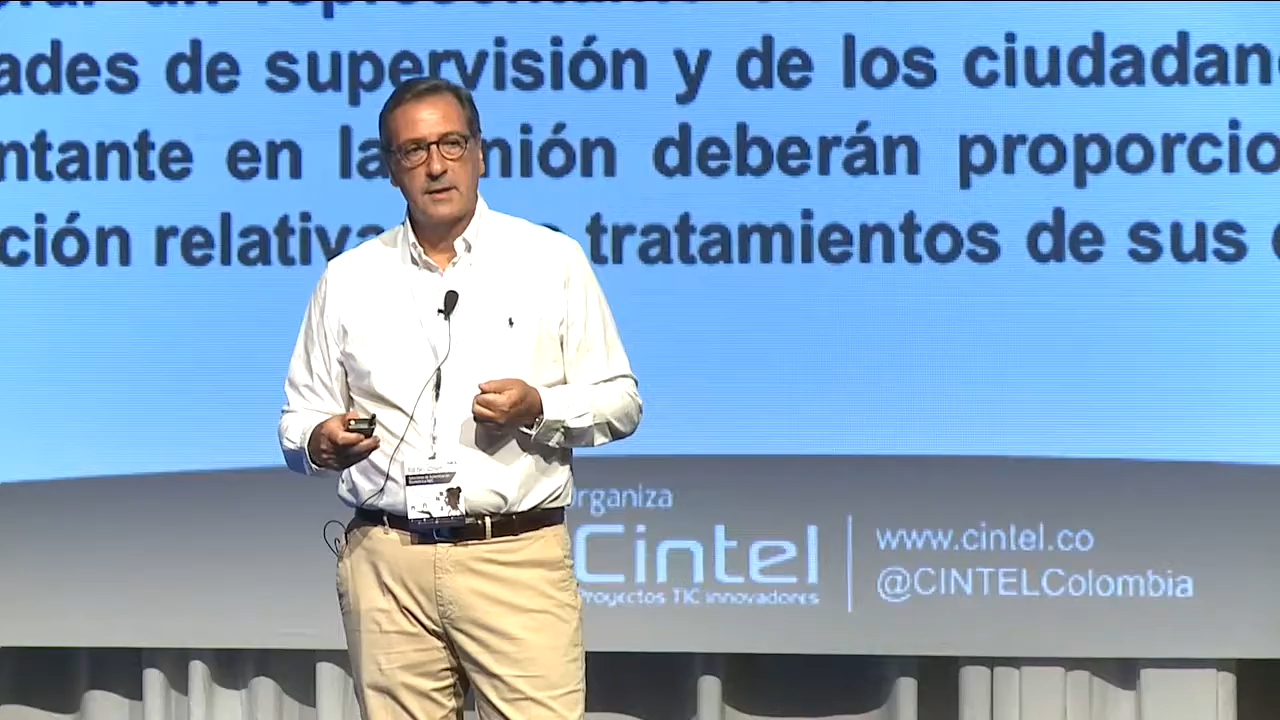 ades de supervisión y de los ciudadan
ntante en la nión deberán proporcio
ción relativa tratamientos de sus
Organiza
Cintel
Proyectos TIC innovadores
www.cintel.co
@CINTELColombia